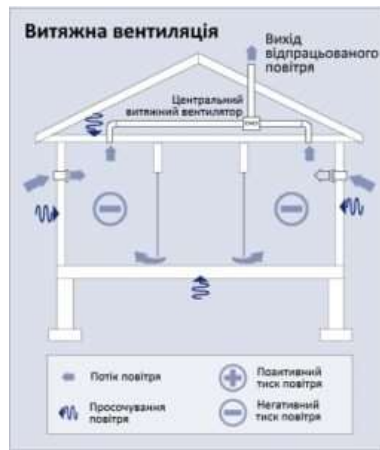 Витяжна вентиляція
Вихід
відпрацьованого
повітря
Центральний
витяжний вентилятор
Потік повітря
Позитивний
тиск повітря
Просочування
повітря
Негативний
тиск повітря